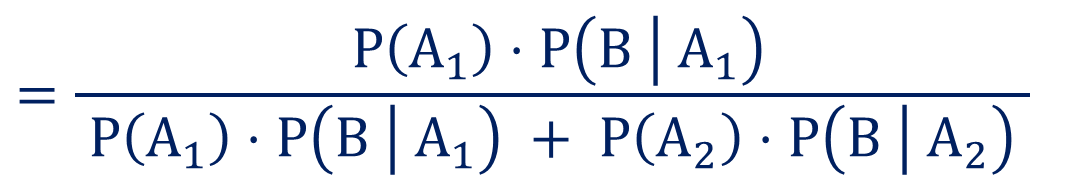 = P(A₁) · P(B | A₁)
P(A₁) · P(B | A₁) + P(A₂) · P(B | A₂)